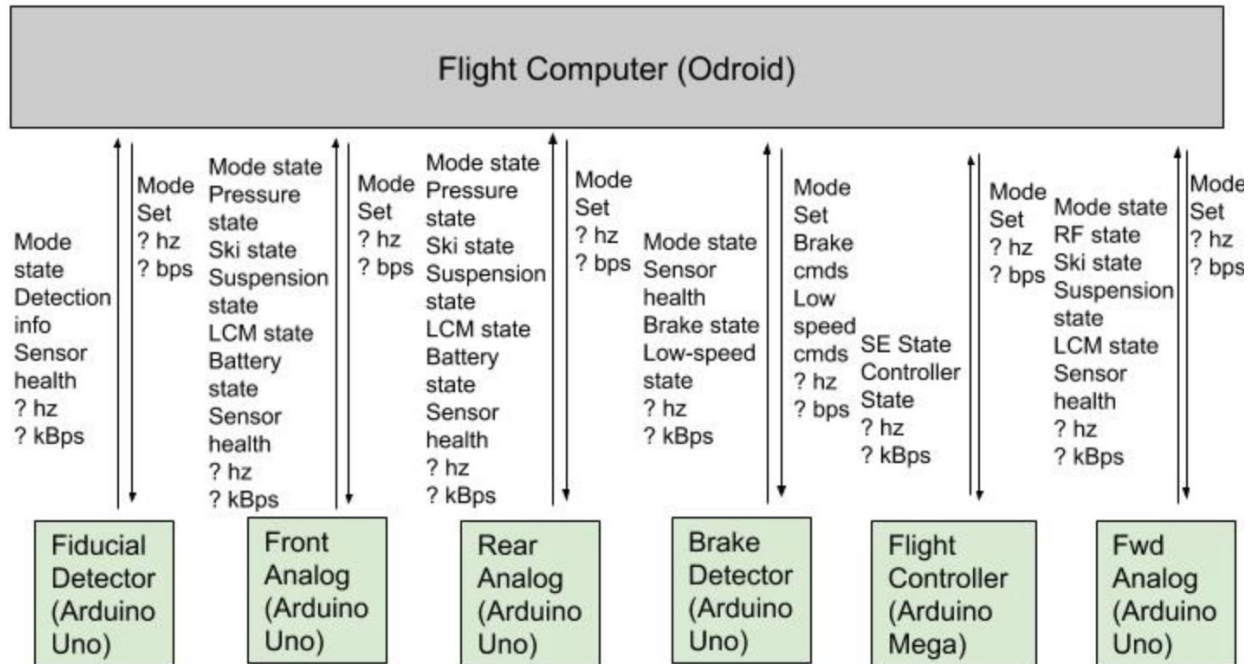 Flight Computer (Odroid)
Mode
state
Detection
info
Sensor
health
? hz
? kBps
Mode
Set
? hz
? bps
Mode state
Pressure
state
Ski state
Suspension
state
LCM state
Battery
state
Sensor
health
? hz
? kBps
Mode
Set
? hz
? bps
Mode state
Pressure
state
Ski state
Suspension
state
LCM state
Battery
state
Sensor
health
? hz
? kBps
Mode
Set
? hz
? bps
Mode state
Sensor
health
Brake state
Low-speed
state
? hz
? kBps
Mode
Set
Brake
cmds
Low
speed
cmds
? hz
? bps
SE State
Controller
State
? hz
? kBps
Mode
Set
? hz
? bps
Mode state
RF state
Ski state
Suspension
state
LCM state
Sensor
health
? hz
? kBps
Mode
Set
? hz
? bps
Fiducial
Detector
(Arduino
Uno)
Front
Analog
(Arduino
Uno)
Rear
Analog
(Arduino
Uno)
Brake
Detector
(Arduino
Uno)
Flight
Controller
(Arduino
Mega)
Fwd
Analog
(Arduino
Uno)